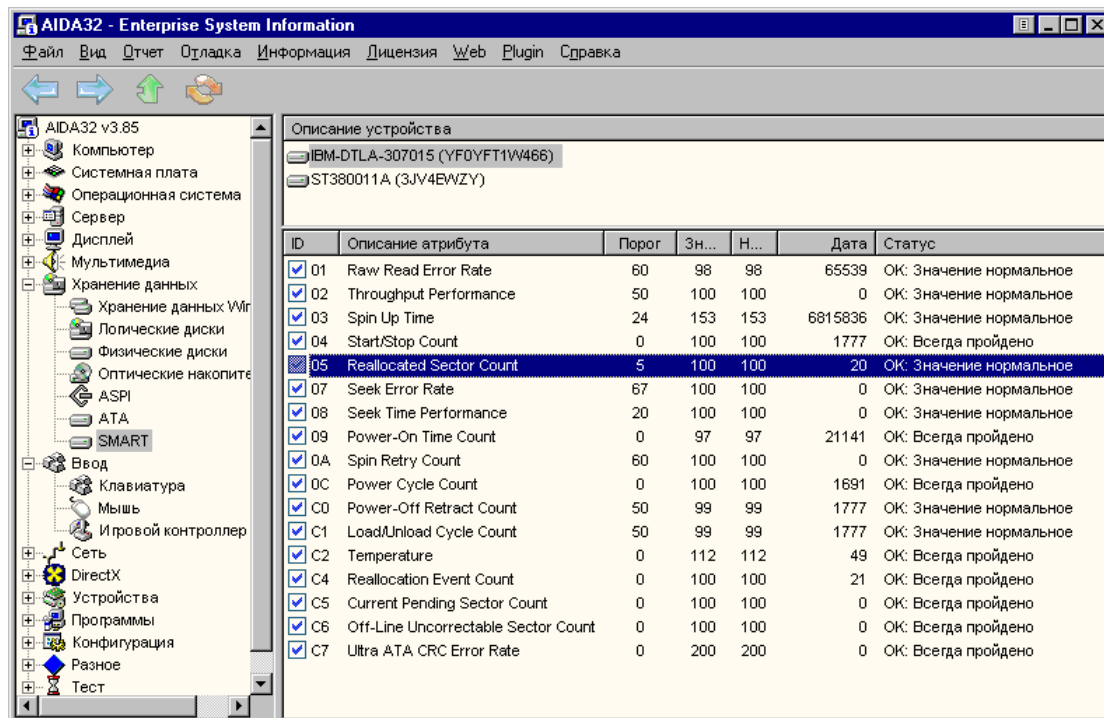 AIDA32 - Enterprise System Information
Файл Вид Отчет Отладка Информация Лицензия Web Plugin Справка
AIDA32 v3.85
Компьютер
Системная плата
Операционная система
Сервер
Дисплей
Мультимедиа
Хранение данных
Хранение данных Wir
Логические диски
Физические диски
Оптические накопите
ASPI
ATA
SMART
Ввод
Клавиатура
Мышь
Игровой контроллер
Сеть
DirectX
Устройства
Программы
Конфигурация
Разное
Тест
Описание устройства
IBM-DTLA-307015 (YF0YFT1W466)
ST380011A (3JV4EWZY)
ID Описание атрибута Порог Зн... Н... Дата Статус
01 Raw Read Error Rate 60 98 98 65539 OK: Значение нормальное
02 Throughput Performance 50 100 100 0 OK: Значение нормальное
03 Spin Up Time 24 153 153 6815836 OK: Значение нормальное
04 Start/Stop Count 0 100 100 1777 OK: Всегда пройдено
05 Reallocated Sector Count 5 100 100 20 OK: Значение нормальное
07 Seek Error Rate 67 100 100 0 OK: Значение нормальное
08 Seek Time Performance 20 100 100 0 OK: Значение нормальное
09 Power-On Time Count 0 97 97 21141 OK: Всегда пройдено
0A Spin Retry Count 60 100 100 0 OK: Значение нормальное
0C Power Cycle Count 0 100 100 1691 OK: Всегда пройдено
C0 Power-Off Retract Count 50 99 99 1777 OK: Значение нормальное
C1 Load/Unload Cycle Count 50 99 99 1777 OK: Значение нормальное
C2 Temperature 0 112 112 49 OK: Всегда пройдено
C4 Reallocation Event Count 0 100 100 21 OK: Всегда пройдено
C5 Current Pending Sector Count 0 100 100 0 OK: Всегда пройдено
C6 Off-Line Uncorrectable Sector Count 0 100 100 0 OK: Всегда пройдено
C7 Ultra ATA CRC Error Rate 0 200 200 0 OK: Всегда пройдено